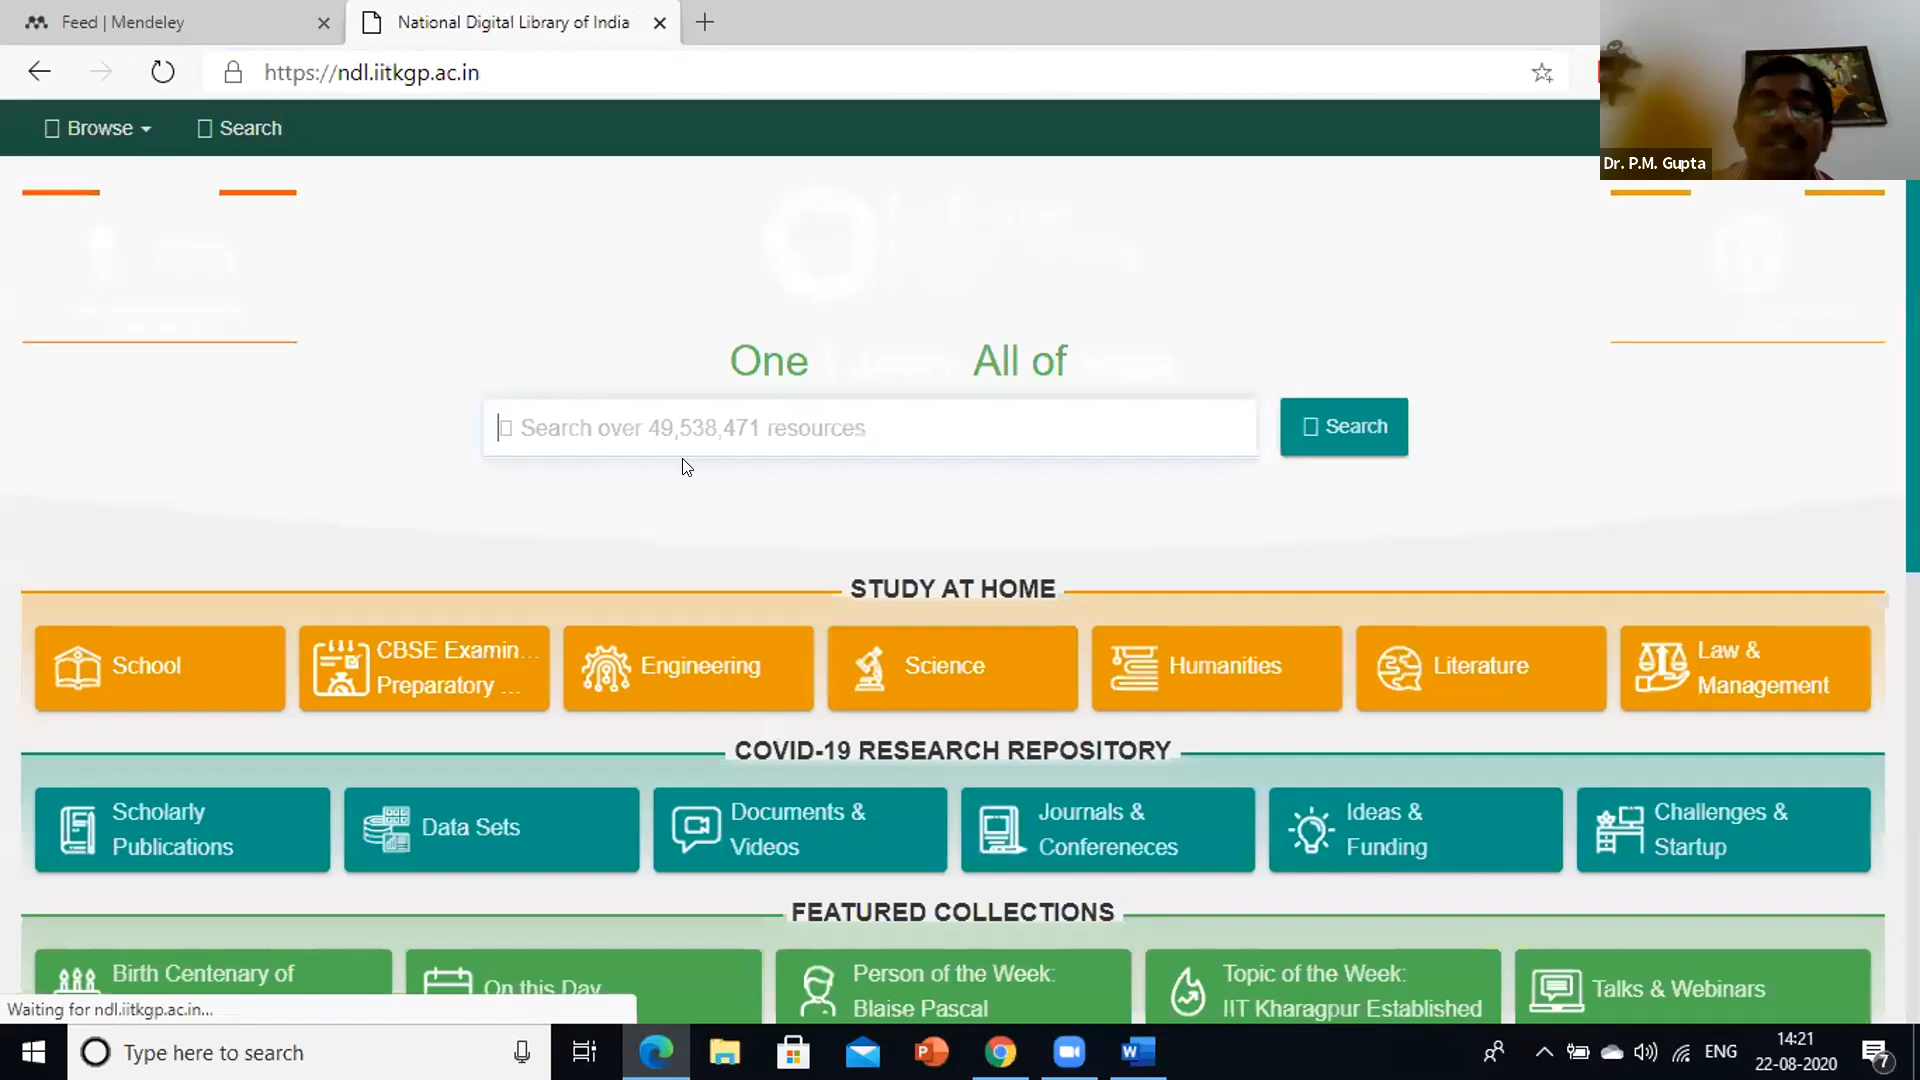 Feed | Mendeley
National Digital Library of India
https://ndl.iitkgp.ac.in
Browse
Search
Dr. P.M. Gupta
One
All of
Search over 49,538,471 resources
Search
STUDY AT HOME
School
CBSE Examin...
Preparatory ...
Engineering
Science
Humanities
Literature
Law &
Management
COVID-19 RESEARCH REPOSITORY
Scholarly
Publications
Data Sets
Documents &
Videos
Journals &
Confereneces
Ideas &
Funding
Challenges &
Startup
FEATURED COLLECTIONS
Birth Centenary of
On this Day
Person of the Week:
Blaise Pascal
Topic of the Week:
IIT Kharagpur Established
Talks & Webinars
Waiting for ndl.iitkgp.ac.in...
Type here to search
ENG
14:21
22-08-2020
7